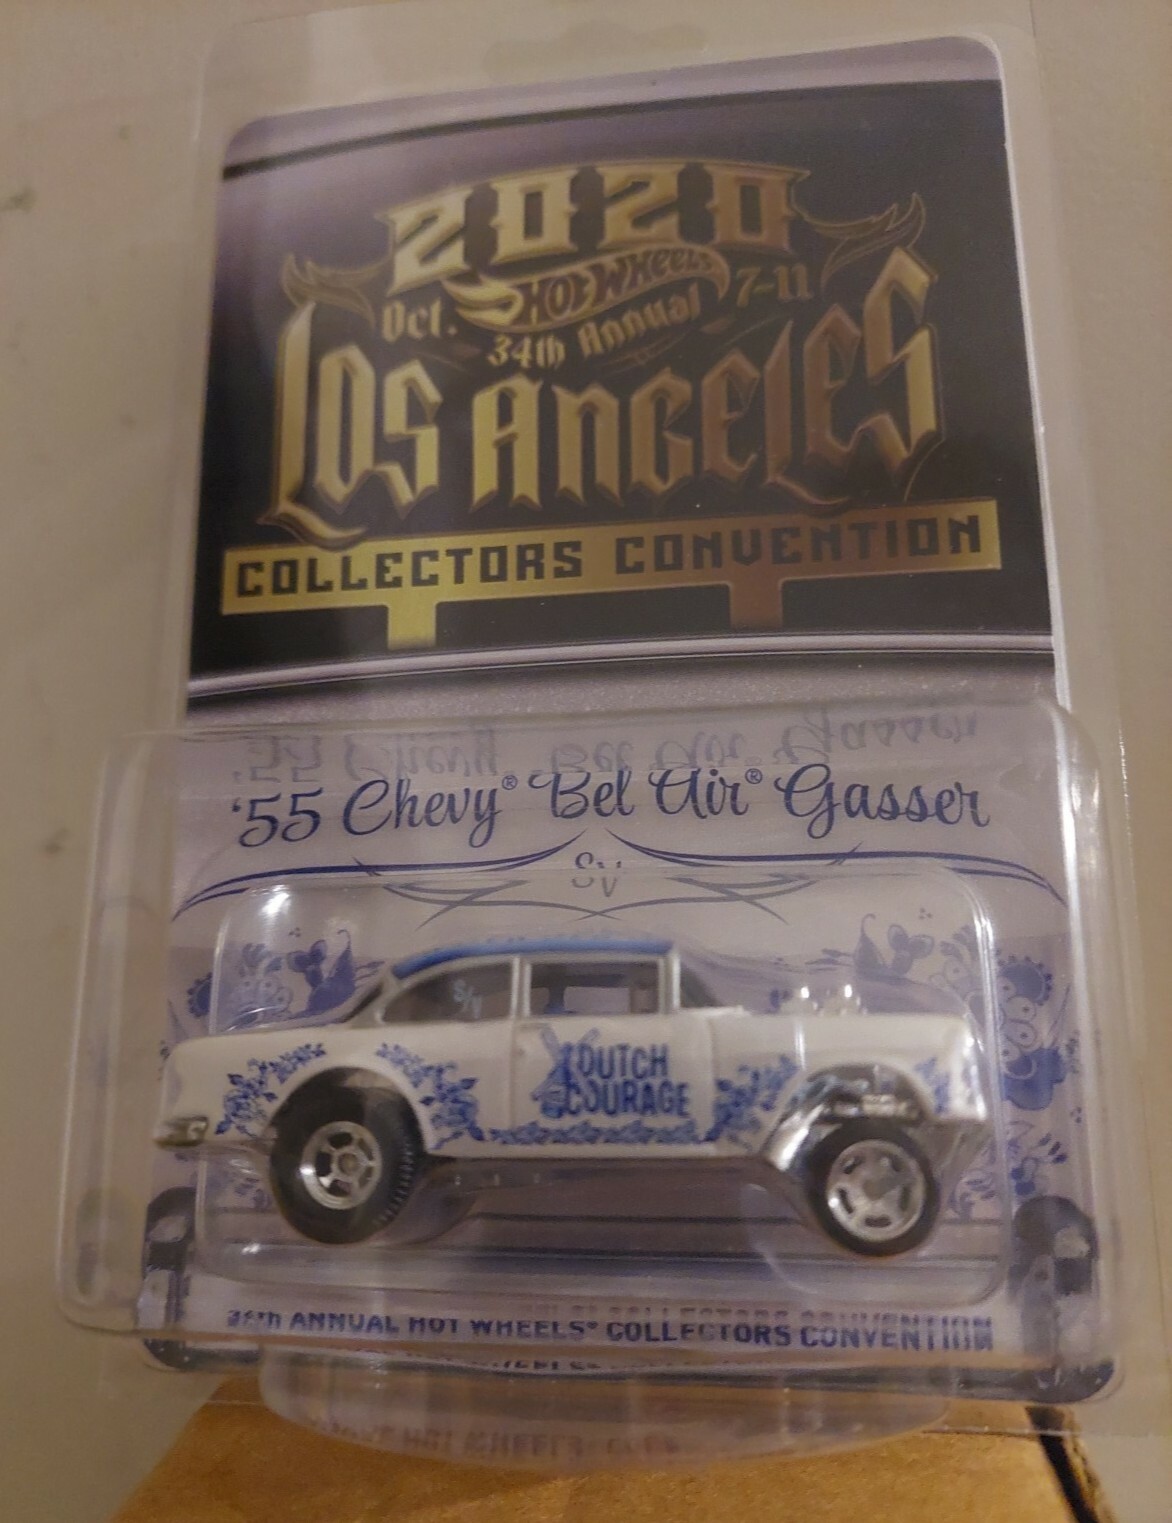 2020
Oct. Hot Wheels 7-11
34th Annual
Los Angeles
COLLECTORS CONVENTION
'55 Chevy® Bel Air® Gasser
S/V
DUTCH
COURAGE
34th ANNUAL HOT WHEELS® COLLECTORS CONVENTION